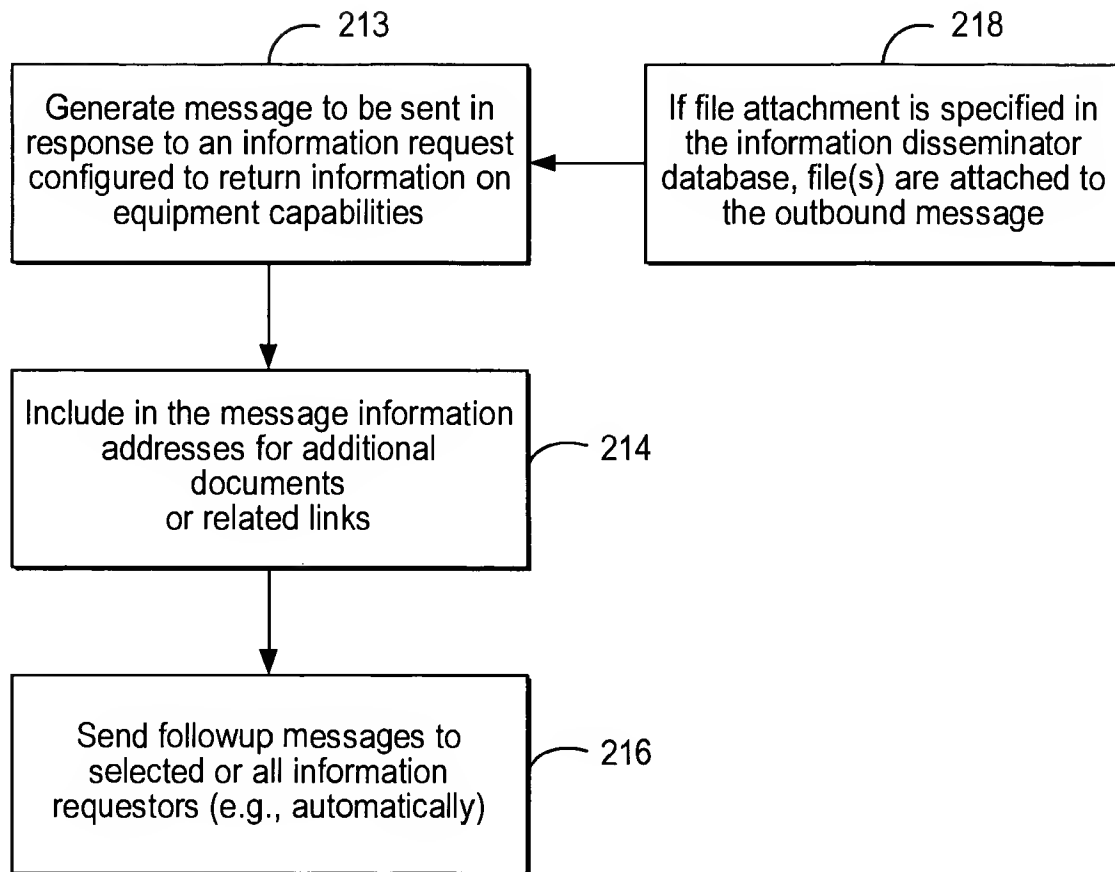 213
Generate message to be sent in
response to an information request
configured to return information on
equipment capabilities
218
If file attachment is specified in
the information disseminator
database, file(s) are attached to
the outbound message
Include in the message information
addresses for additional
documents
or related links
214
Send followup messages to
selected or all information
requestors (e.g., automatically)
216